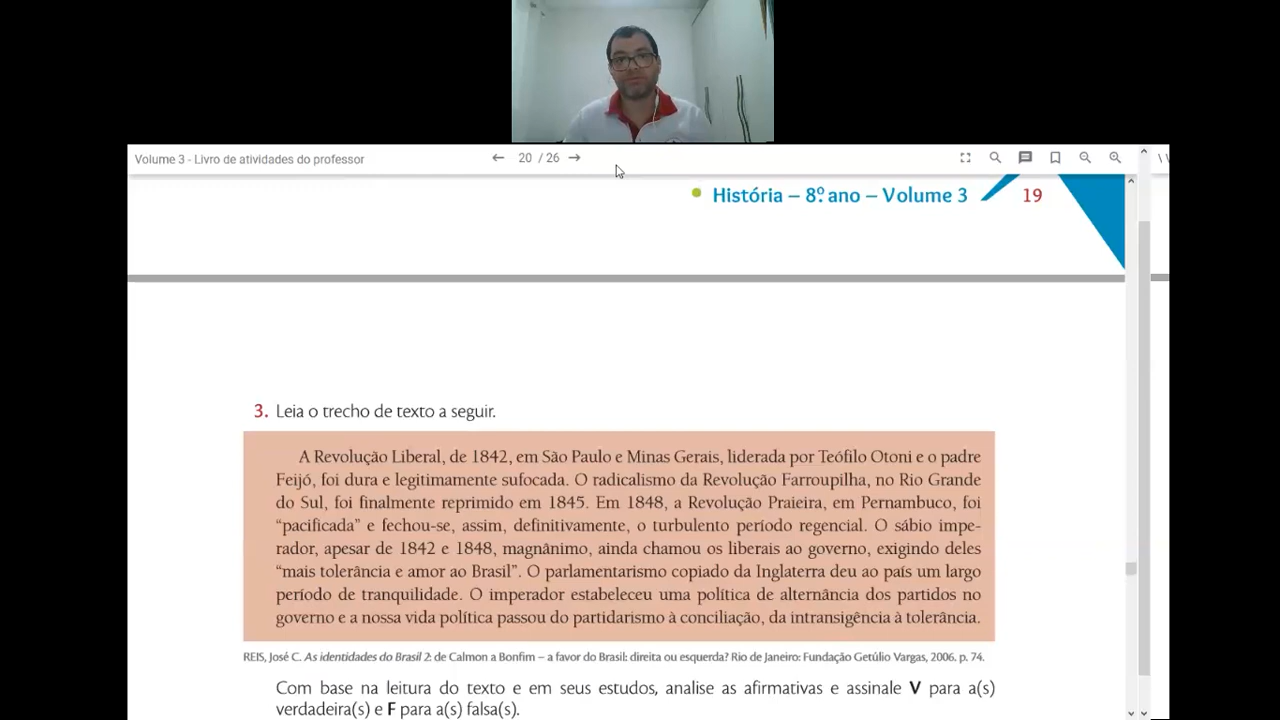 Volume 3 - Livro de atividades do professor
20 / 26
História – 8º. ano – Volume 3
19
3. Leia o trecho de texto a seguir.
A Revolução Liberal, de 1842, em São Paulo e Minas Gerais, liderada por Teófilo Otoni e o padre
Feijó, foi dura e legitimamente sufocada. O radicalismo da Revolução Farroupilha, no Rio Grande
do Sul, foi finalmente reprimido em 1845. Em 1848, a Revolução Praieira, em Pernambuco, foi
“pacificada” e fechou-se, assim, definitivamente, o turbulento período regencial. O sábio impe-
rador, apesar de 1842 e 1848, magnânimo, ainda chamou os liberais ao governo, exigindo deles
“mais tolerância e amor ao Brasil”. O parlamentarismo copiado da Inglaterra deu ao país um largo
período de tranquilidade. O imperador estabeleceu uma política de alternância dos partidos no
governo e a nossa vida política passou do partidarismo à conciliação, da intransigência à tolerância.
REIS, José C. As identidades do Brasil 2: de Calmon a Bonfim – a favor do Brasil: direita ou esquerda? Rio de Janeiro: Fundação Getúlio Vargas, 2006. p. 74.
Com base na leitura do texto e em seus estudos, analise as afirmativas e assinale V para a(s)
verdadeira(s) e F para a(s) falsa(s).